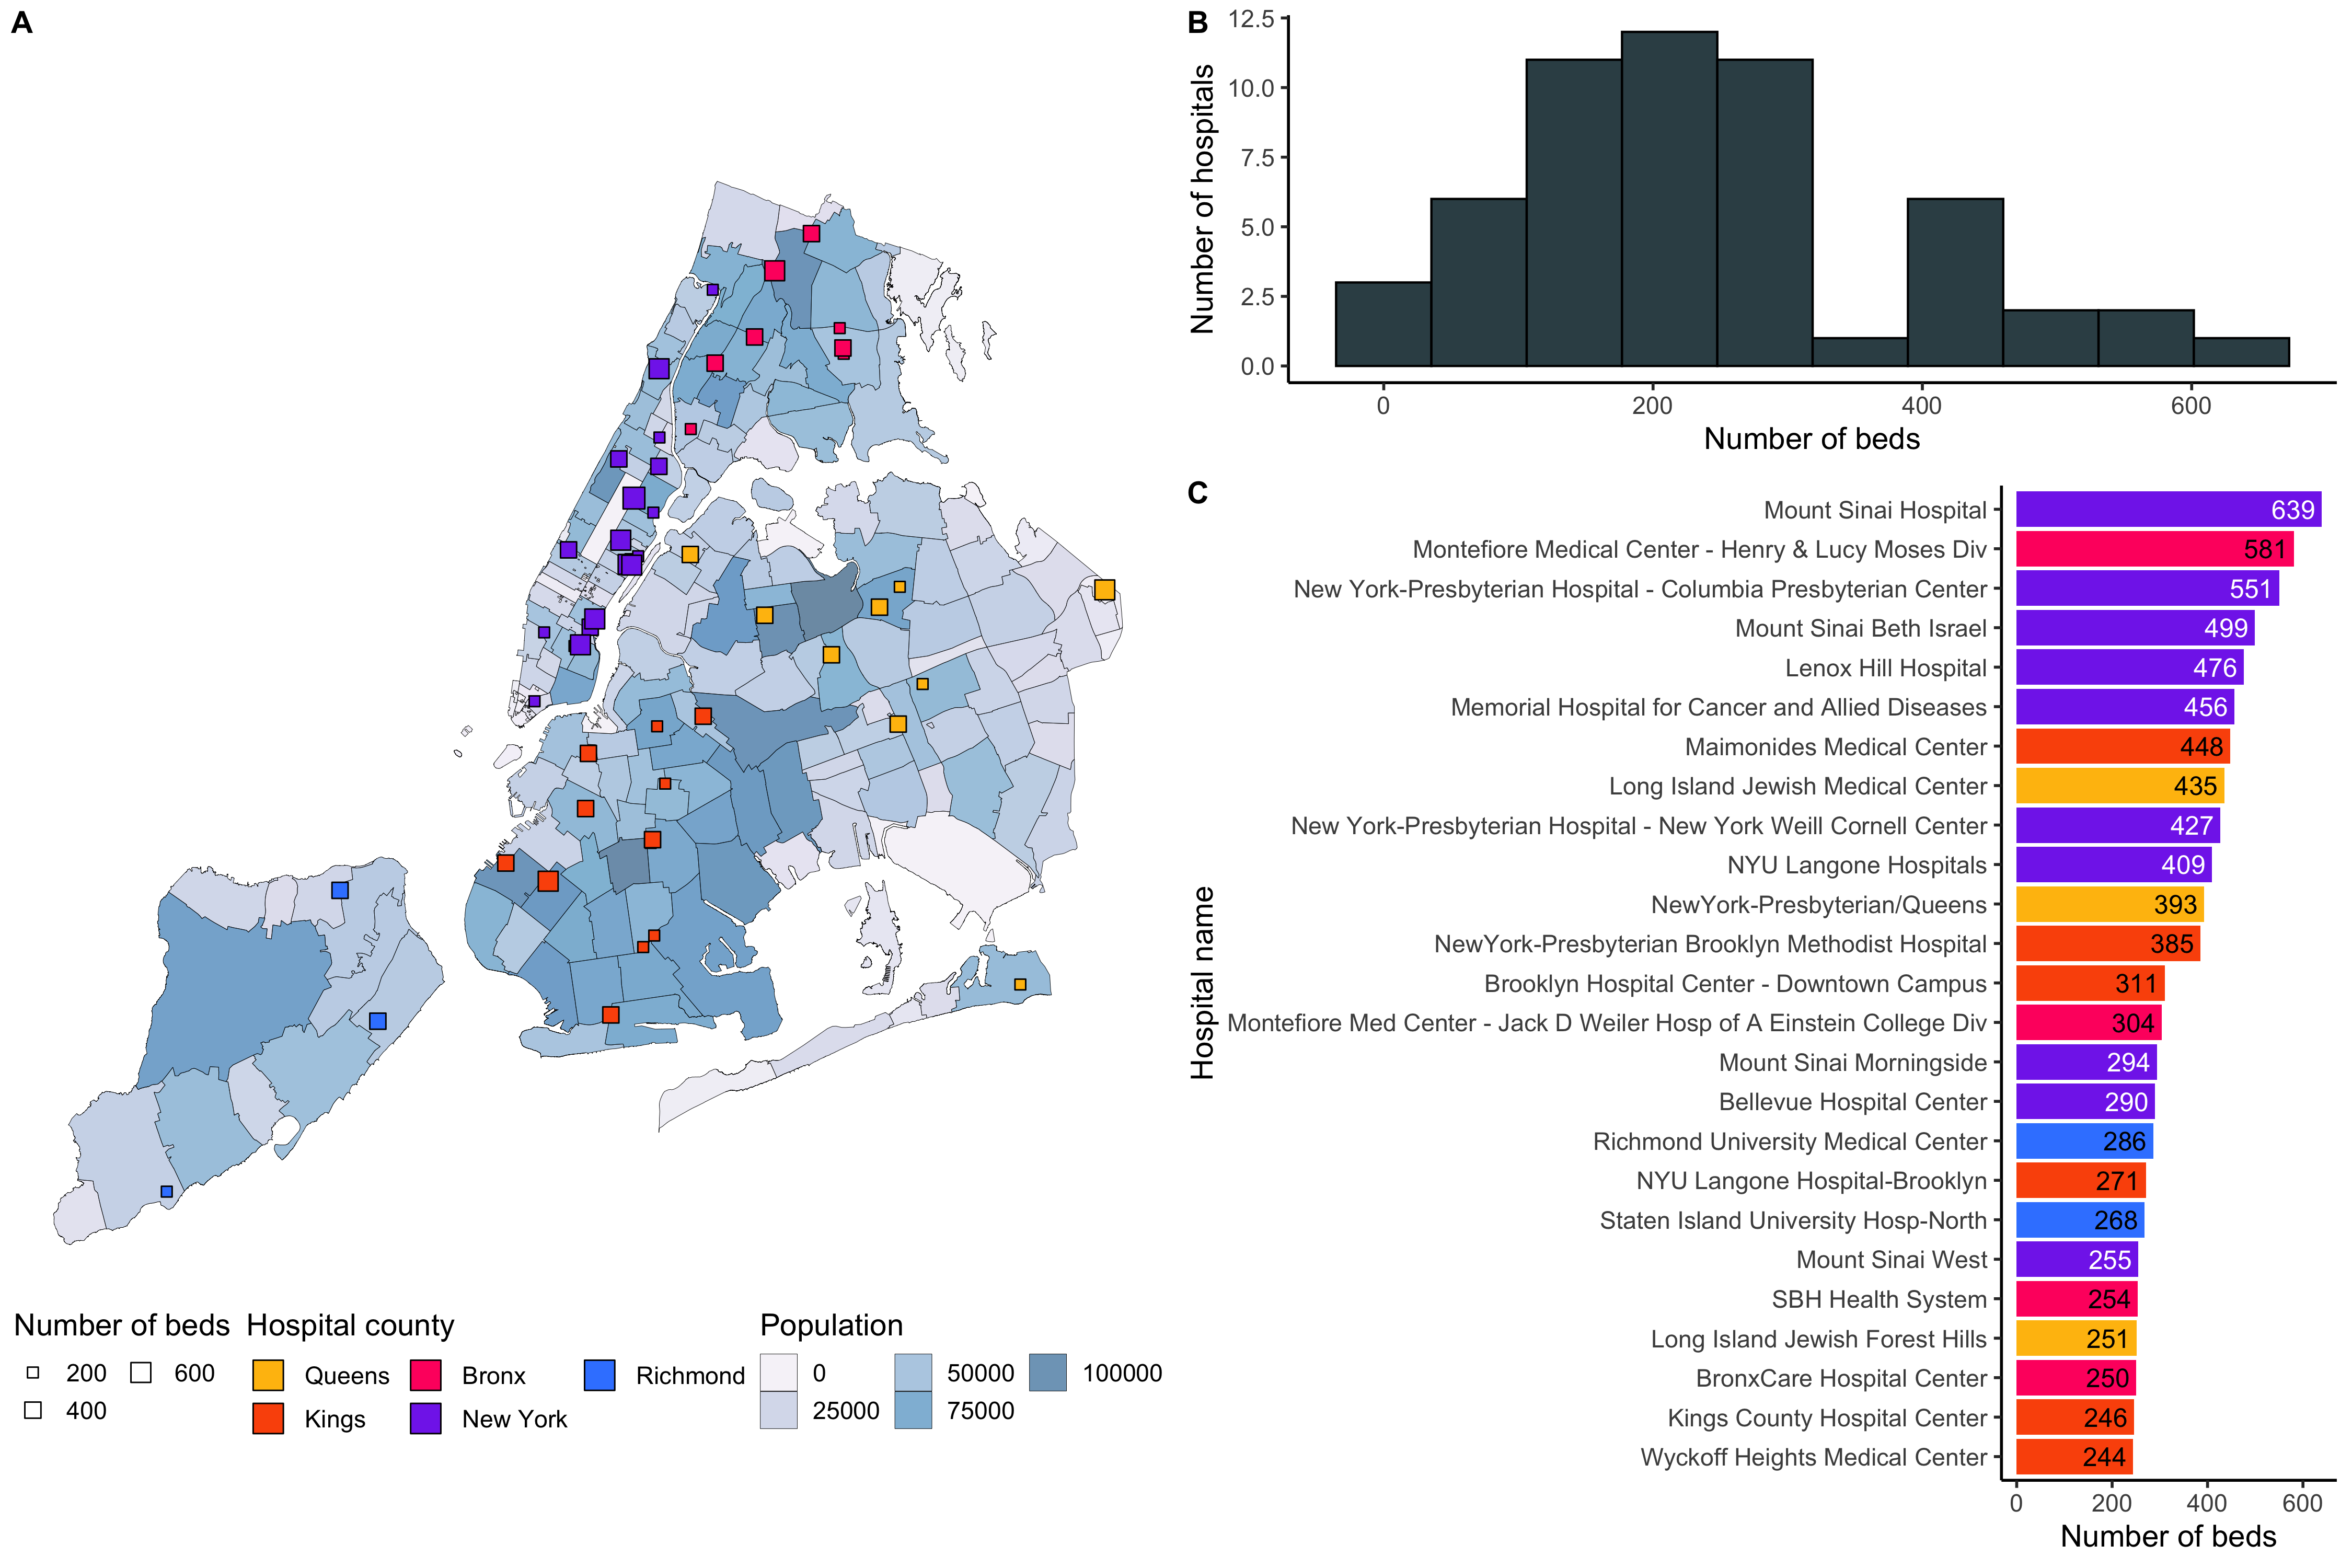 A
Number of beds
200
600
400
Hospital county
Queens
Bronx
Richmond
Kings
New York
Population
0
50000
100000
25000
75000
B
Number of hospitals
12.5
10.0
7.5
5.0
2.5
0.0
0
200
400
600
Number of beds
C
Hospital name
Mount Sinai Hospital 639
Montefiore Medical Center - Henry & Lucy Moses Div 581
New York-Presbyterian Hospital - Columbia Presbyterian Center 551
Mount Sinai Beth Israel 499
Lenox Hill Hospital 476
Memorial Hospital for Cancer and Allied Diseases 456
Maimonides Medical Center 448
Long Island Jewish Medical Center 435
New York-Presbyterian Hospital - New York Weill Cornell Center 427
NYU Langone Hospitals 409
NewYork-Presbyterian/Queens 393
NewYork-Presbyterian Brooklyn Methodist Hospital 385
Brooklyn Hospital Center - Downtown Campus 311
Montefiore Med Center - Jack D Weiler Hosp of A Einstein College Div 304
Mount Sinai Morningside 294
Bellevue Hospital Center 290
Richmond University Medical Center 286
NYU Langone Hospital-Brooklyn 271
Staten Island University Hosp-North 268
Mount Sinai West 255
SBH Health System 254
Long Island Jewish Forest Hills 251
BronxCare Hospital Center 250
Kings County Hospital Center 246
Wyckoff Heights Medical Center 244
0
200
400
600
Number of beds